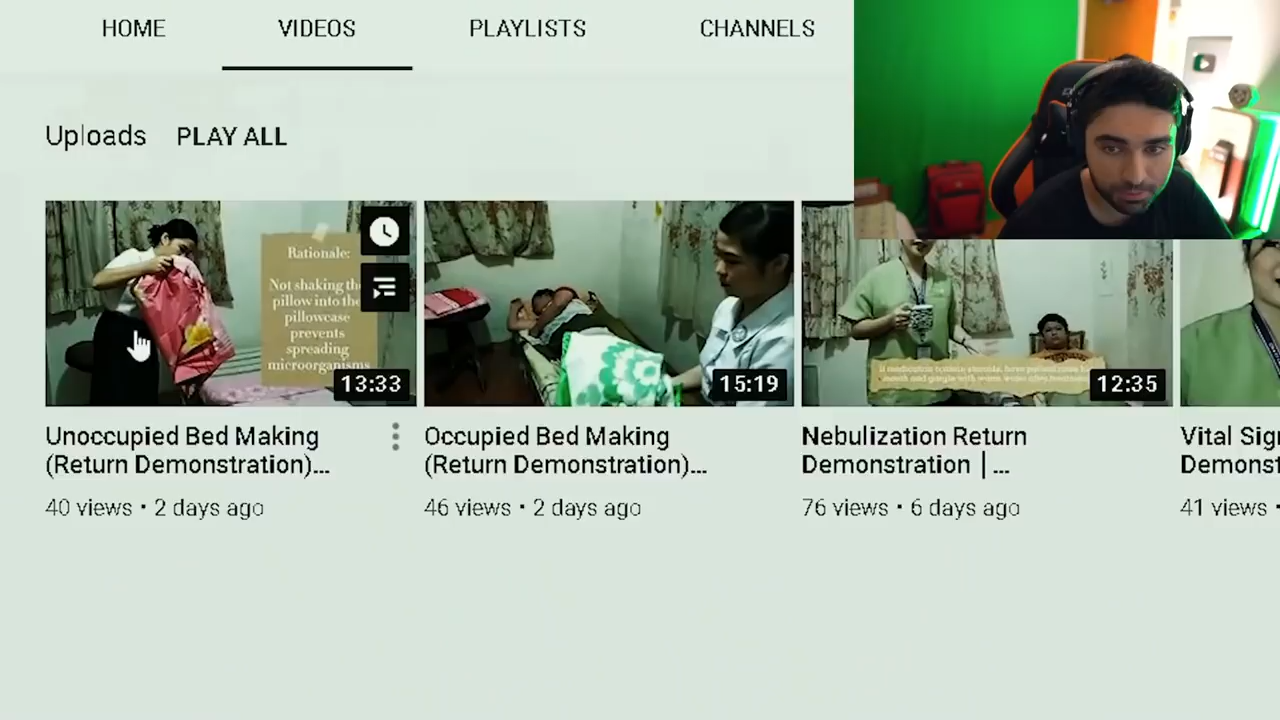 HOME
VIDEOS
PLAYLISTS
CHANNELS
Uploads
PLAY ALL
Rationale:
Not shaking the
pillow into the
pillowcase
prevents
spreading
microorganisms
13:33
15:19
12:35
Unoccupied Bed Making
(Return Demonstration)...
40 views • 2 days ago
Occupied Bed Making
(Return Demonstration)...
46 views • 2 days ago
Nebulization Return
Demonstration | ...
76 views • 6 days ago
Vital Sig
Demonst
41 views •